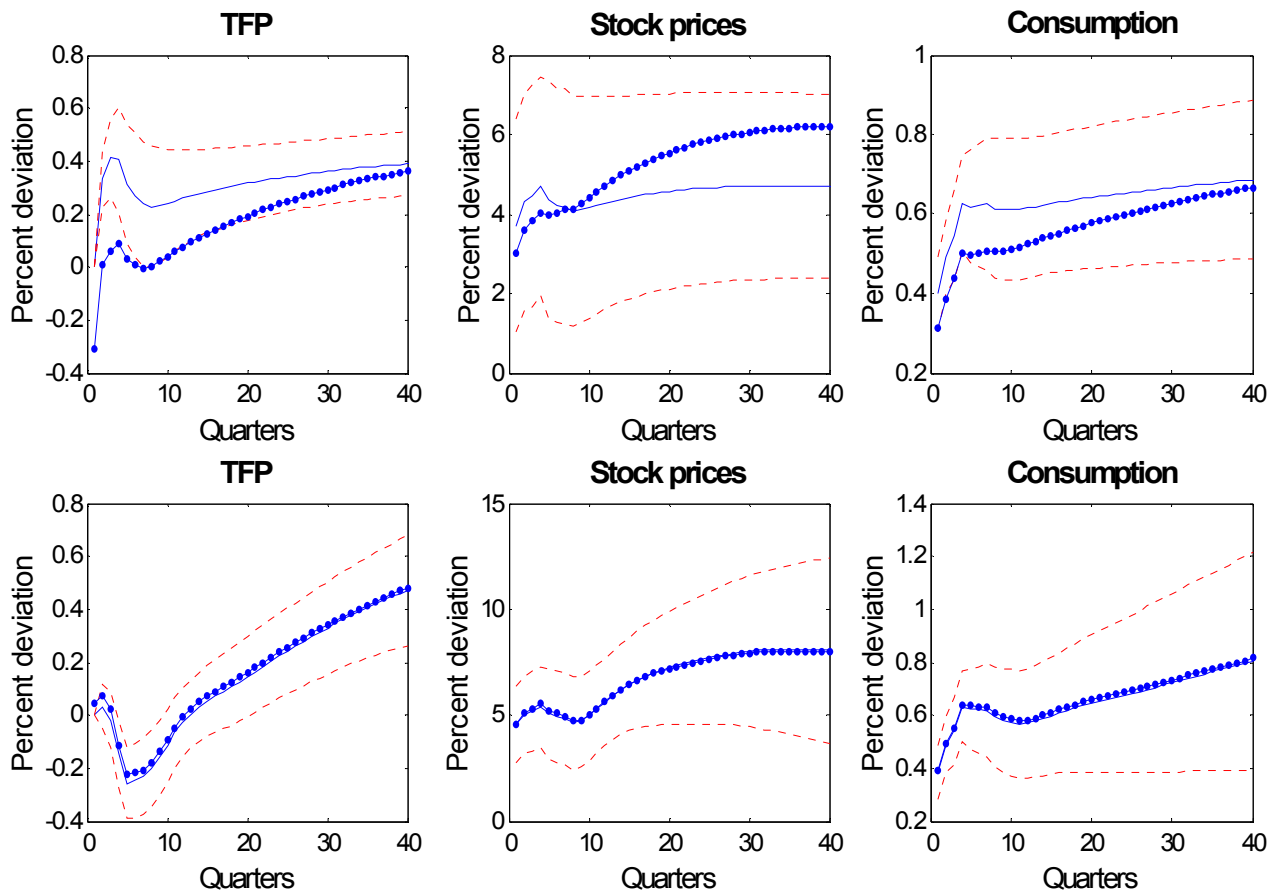 TFP Stock prices Consumption
Percent deviation Percent deviation Percent deviation
0.8 8 1
0.6
0.4 6 0.8
0.2 4 0.6
0
-0.2 2 0.4
-0.4 0 0.2
0 10 20 30 40 0 10 20 30 40 0 10 20 30 40
Quarters Quarters Quarters
TFP Stock prices Consumption
Percent deviation Percent deviation Percent deviation
0.8 15 1.4
0.6 1.2
0.4 10 1
0.2 0.8
0 5 0.6
-0.2 0.4
-0.4 0 0.2
0 10 20 30 40 0 10 20 30 40 0 10 20 30 40
Quarters Quarters Quarters